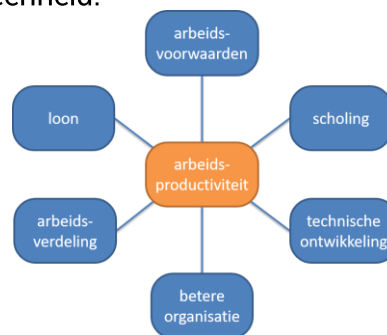 arbeids-
voorwaarden
loon
scholing
arbeids-
productiviteit
arbeids-
verdeling
technische
ontwikkeling
betere
organisatie